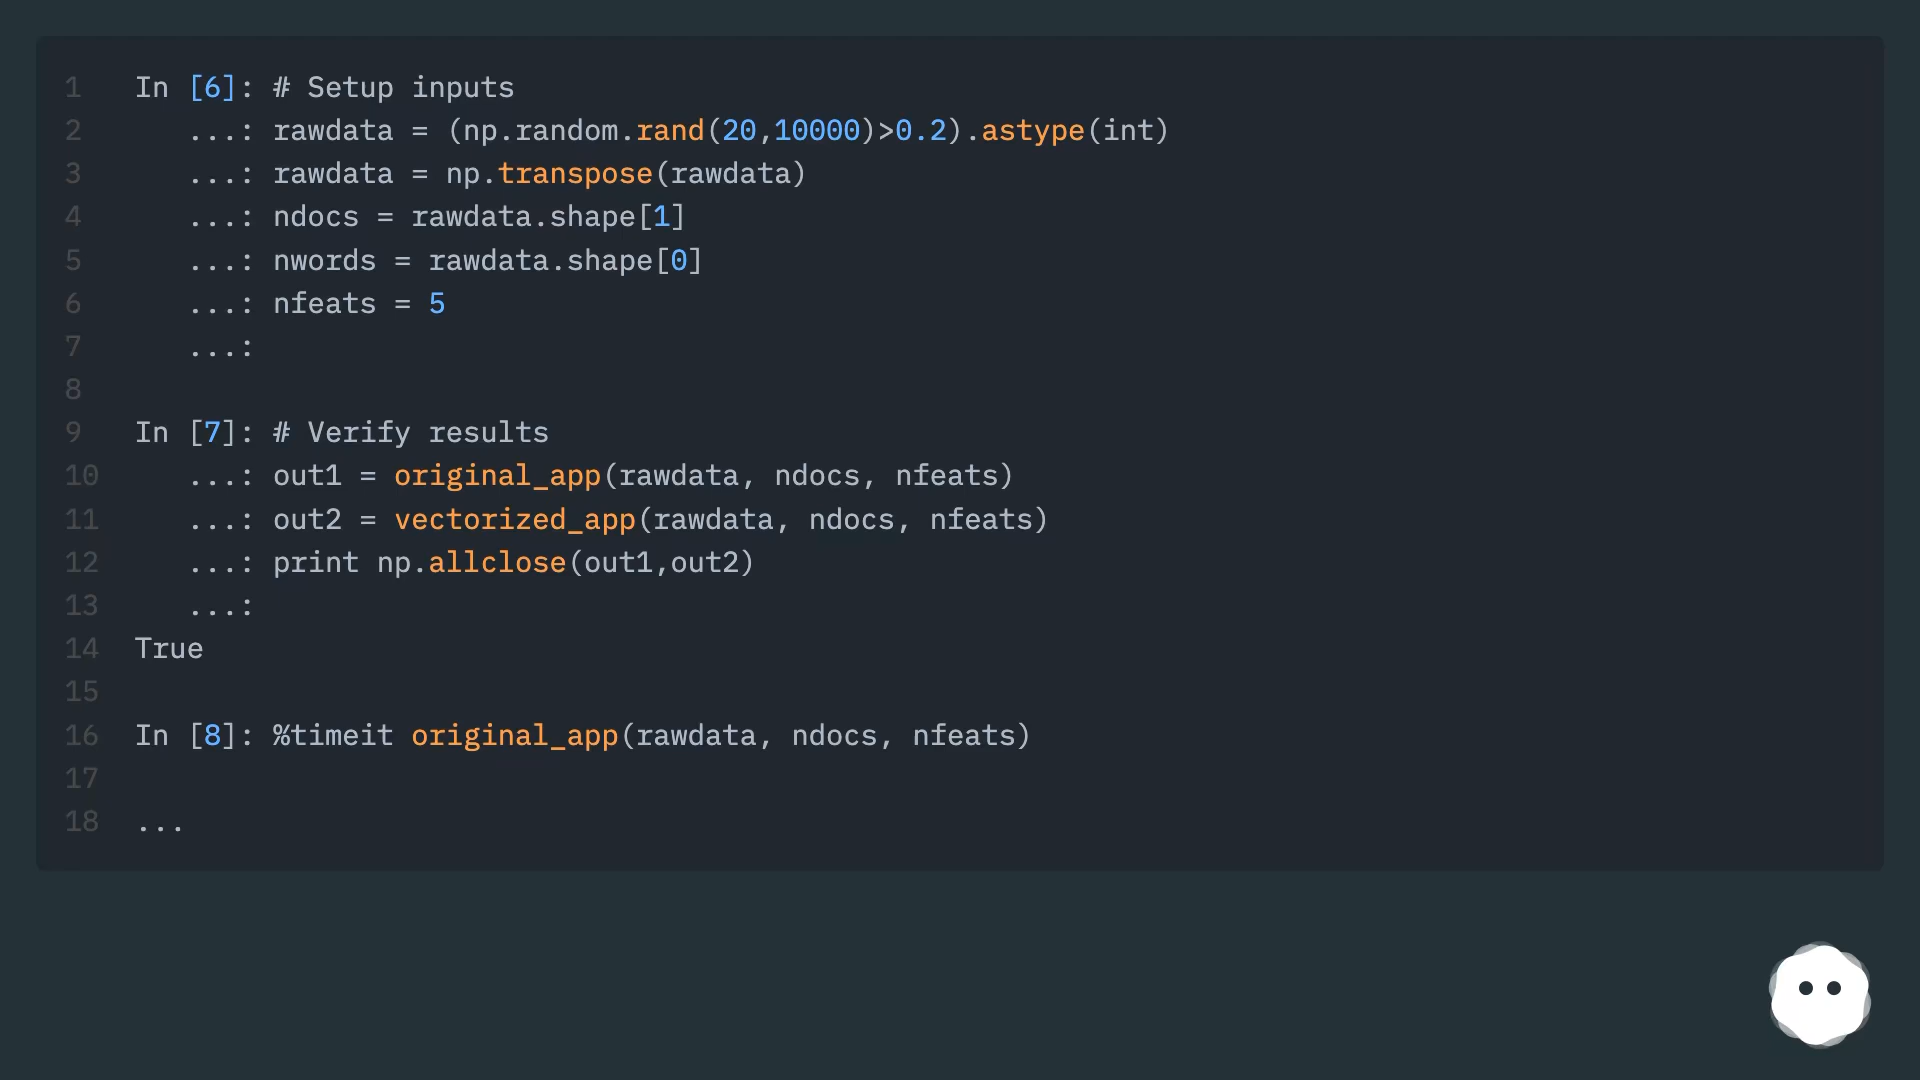 1 In [6]: # Setup inputs
2 ...: rawdata = (np.random.rand(20,10000)>0.2).astype(int)
3 ...: rawdata = np.transpose(rawdata)
4 ...: ndocs = rawdata.shape[1]
5 ...: nwords = rawdata.shape[0]
6 ...: nfeats = 5
7 ...:
8
9 In [7]: # Verify results
10 ...: out1 = original_app(rawdata, ndocs, nfeats)
11 ...: out2 = vectorized_app(rawdata, ndocs, nfeats)
12 ...: print np.allclose(out1,out2)
13 ...:
14 True
15
16 In [8]: %timeit original_app(rawdata, ndocs, nfeats)
17
18 ...